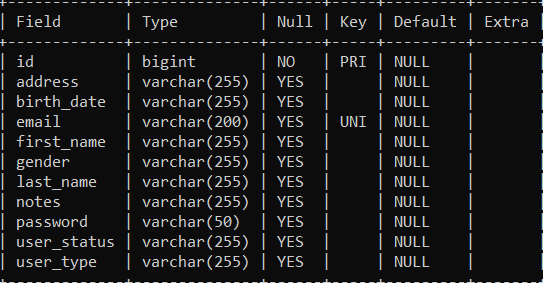 +--------------+--------------+------+-----+---------+-------+
| Field        | Type         | Null | Key | Default | Extra |
+--------------+--------------+------+-----+---------+-------+
| id           | bigint       | NO   | PRI | NULL    |       |
| address      | varchar(255) | YES  |     | NULL    |       |
| birth_date   | varchar(255) | YES  |     | NULL    |       |
| email        | varchar(200) | YES  | UNI | NULL    |       |
| first_name   | varchar(255) | YES  |     | NULL    |       |
| gender       | varchar(255) | YES  |     | NULL    |       |
| last_name    | varchar(255) | YES  |     | NULL    |       |
| notes        | varchar(255) | YES  |     | NULL    |       |
| password     | varchar(50)  | YES  |     | NULL    |       |
| user_status  | varchar(255) | YES  |     | NULL    |       |
| user_type    | varchar(255) | YES  |     | NULL    |       |
+--------------+--------------+------+-----+---------+-------+